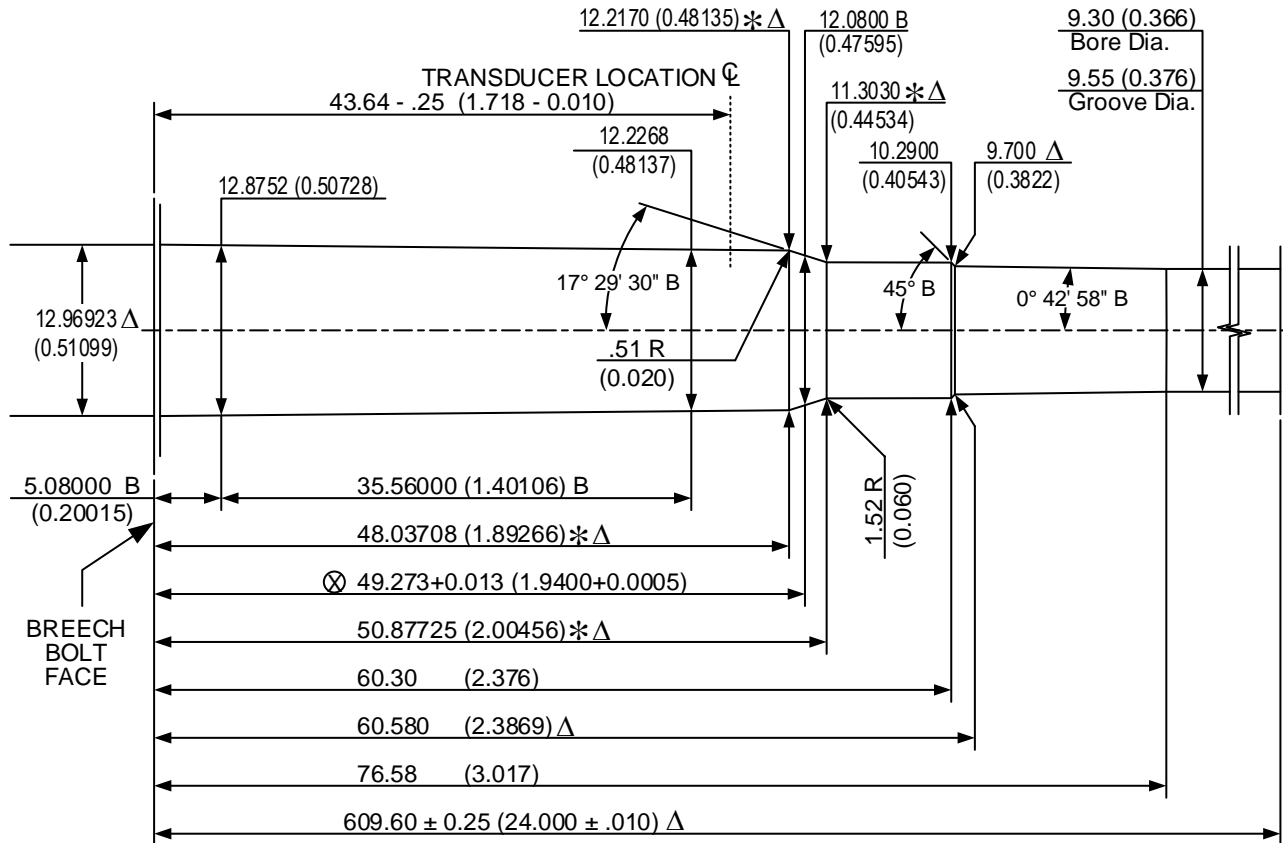 12.2170 (0.48135)✻Δ
12.0800 B
(0.47595)
9.30 (0.366)
Bore Dia.
TRANSDUCER LOCATION ℄
43.64 - .25 (1.718 - 0.010)
11.3030✻Δ
(0.44534)
9.55 (0.376)
Groove Dia.
12.2268
(0.48137)
10.2900
(0.40543)
9.700 Δ
(0.3822)
12.8752 (0.50728)
17° 29' 30" B
45° B
0° 42' 58" B
12.96923 Δ
(0.51099)
.51 R
(0.020)
5.08000 B
(0.20015)
35.56000 (1.40106) B
1.52 R
(0.060)
48.03708 (1.89266)✻Δ
ⓧ 49.273+0.013 (1.9400+0.0005)
BREECH
BOLT
FACE
50.87725 (2.00456)✻Δ
60.30 (2.376)
60.580 (2.3869) Δ
76.58 (3.017)
609.60 ± 0.25 (24.000 ± .010) Δ